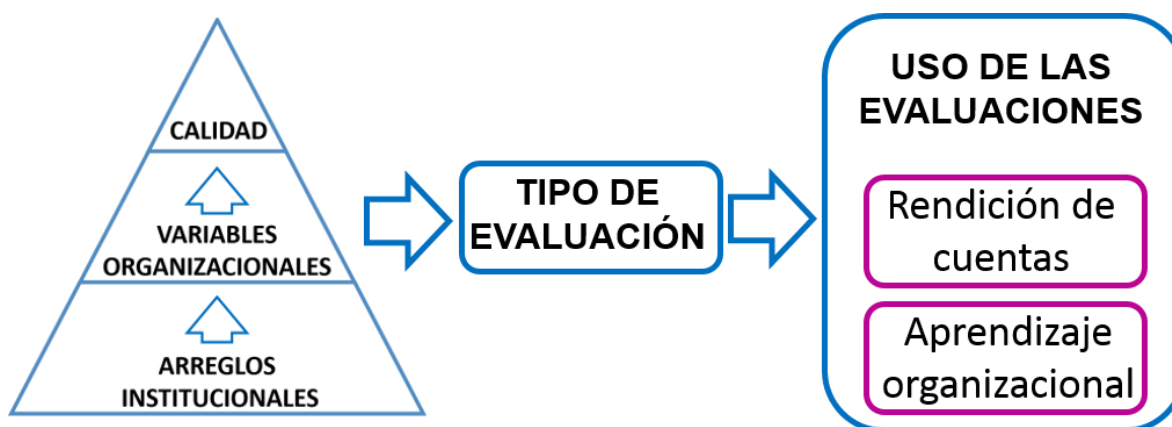 CALIDAD
VARIABLES
ORGANIZACIONALES
ARREGLOS
INSTITUCIONALES
TIPO DE
EVALUACIÓN
USO DE LAS
EVALUACIONES
Rendición de
cuentas
Aprendizaje
organizacional